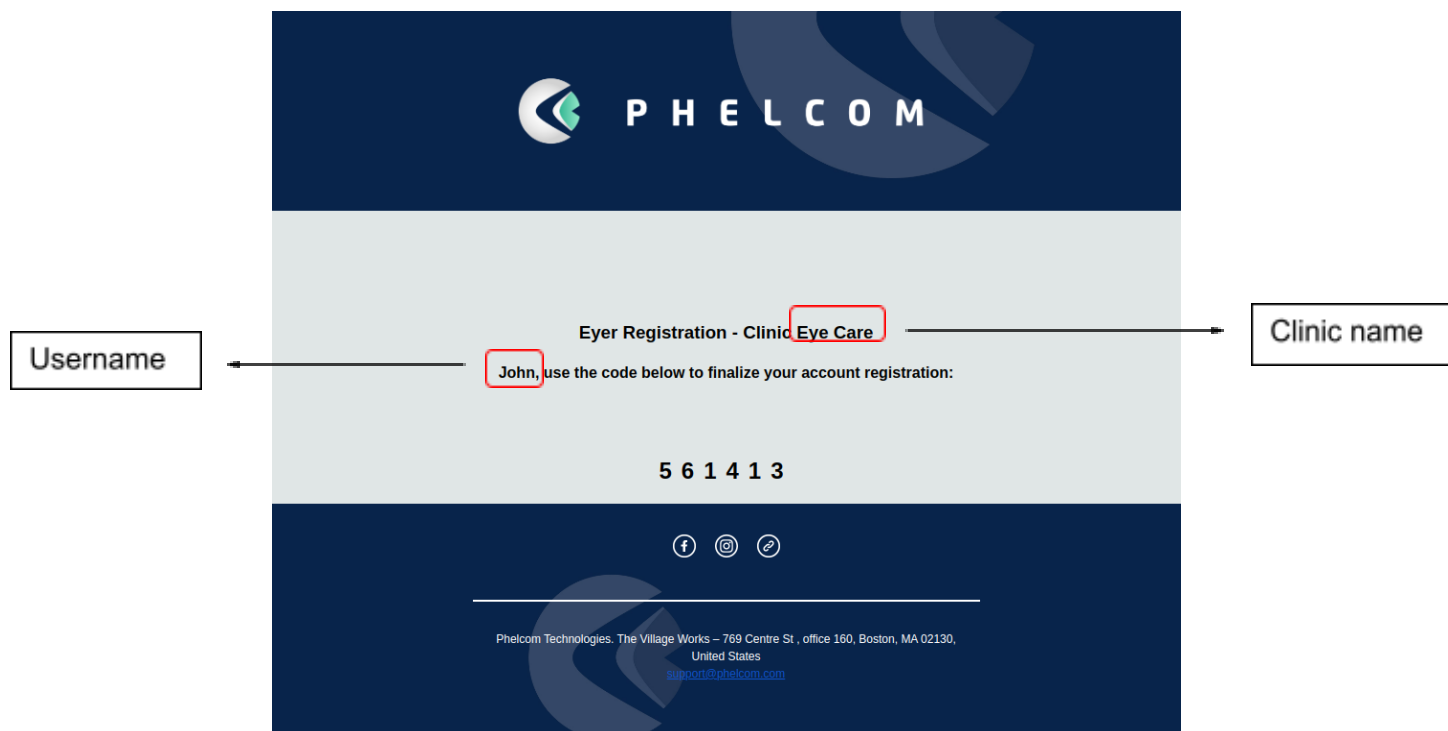 PHELCOM
Eyer Registration - Clinic Eye Care
Clinic name
Username
John, use the code below to finalize your account registration:
5 6 1 4 1 3
Phelcom Technologies. The Village Works – 769 Centre St , office 160, Boston, MA 02130,
United States
support@phelcom.com